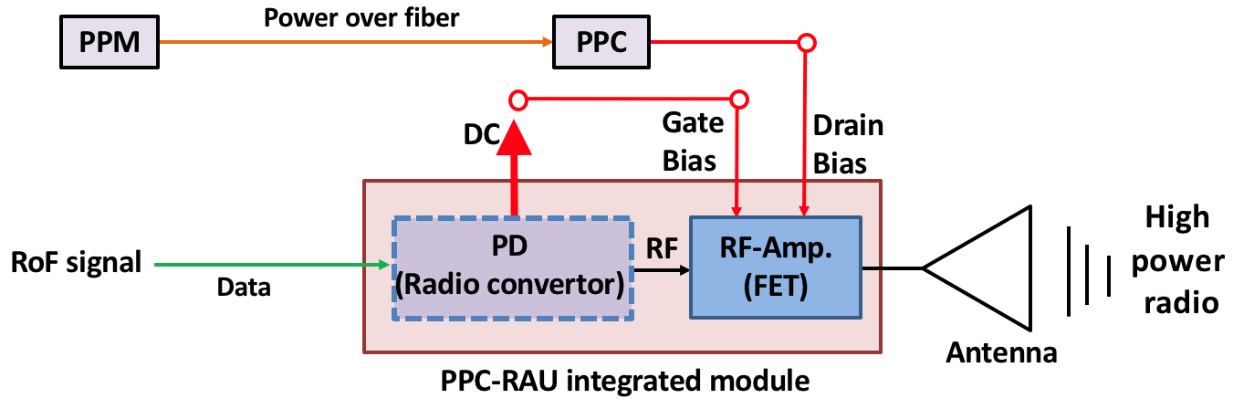 Power over fiber
PPM
PPC
DC
Gate
Bias
Drain
Bias
RoF signal
Data
PD
(Radio convertor)
RF
RF-Amp.
(FET)
High
power
radio
Antenna
PPC-RAU integrated module